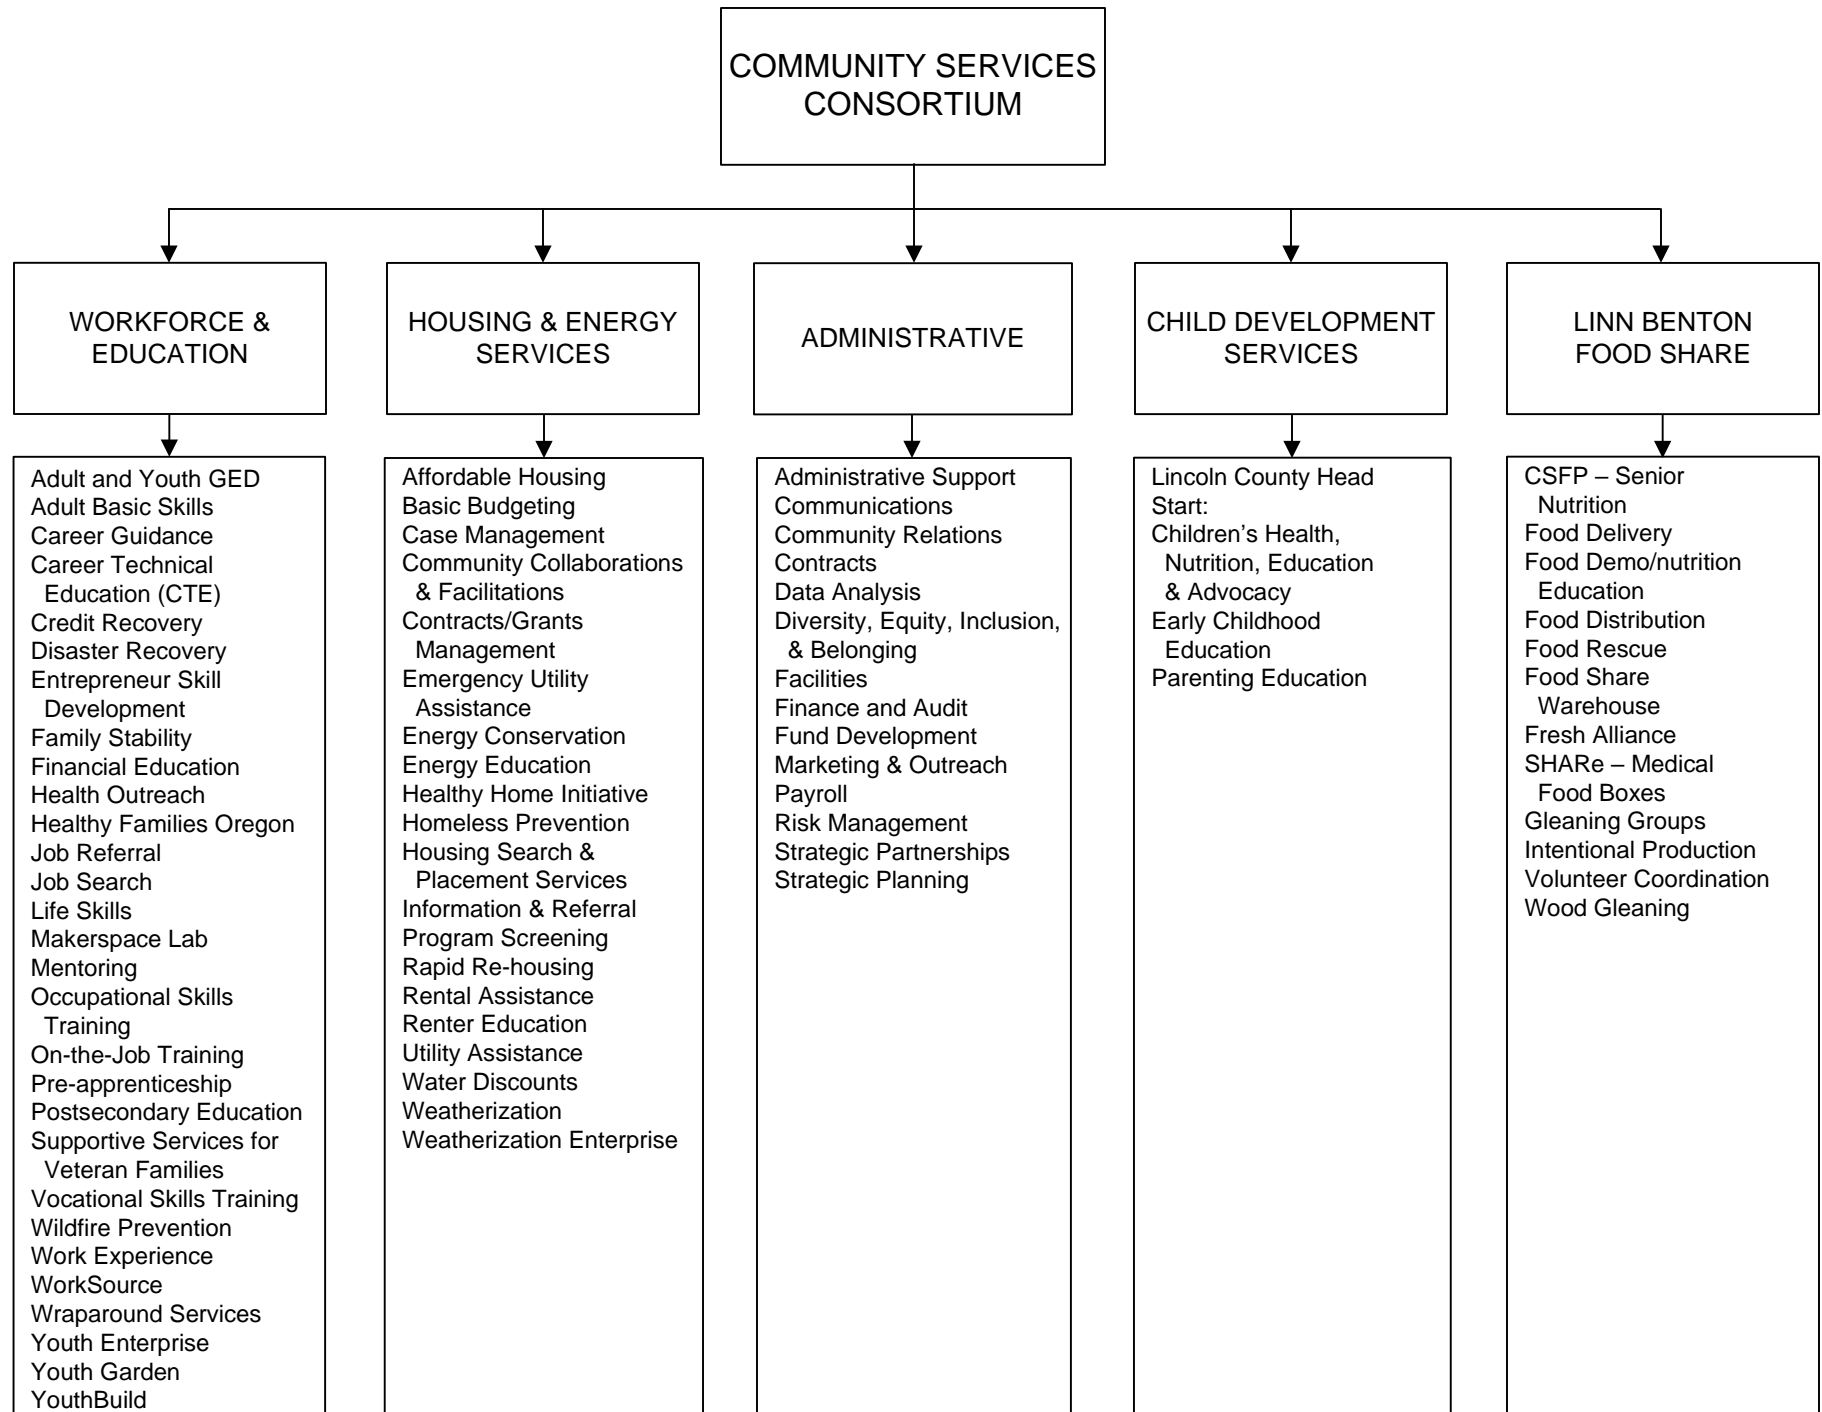 COMMUNITY SERVICES
CONSORTIUM
WORKFORCE &
EDUCATION
HOUSING & ENERGY
SERVICES
ADMINISTRATIVE
CHILD DEVELOPMENT
SERVICES
LINN BENTON
FOOD SHARE
Adult and Youth GED
Adult Basic Skills
Career Guidance
Career Technical
Education (CTE)
Credit Recovery
Disaster Recovery
Entrepreneur Skill
Development
Family Stability
Financial Education
Health Outreach
Healthy Families Oregon
Job Referral
Job Search
Life Skills
Makerspace Lab
Mentoring
Occupational Skills
Training
On-the-Job Training
Pre-apprenticeship
Postsecondary Education
Supportive Services for
Veteran Families
Vocational Skills Training
Wildfire Prevention
Work Experience
WorkSource
Wraparound Services
Youth Enterprise
Youth Garden
YouthBuild
Affordable Housing
Basic Budgeting
Case Management
Community Collaborations
& Facilitations
Contracts/Grants
Management
Emergency Utility
Assistance
Energy Conservation
Energy Education
Healthy Home Initiative
Homeless Prevention
Housing Search &
Placement Services
Information & Referral
Program Screening
Rapid Re-housing
Rental Assistance
Renter Education
Utility Assistance
Water Discounts
Weatherization
Weatherization Enterprise
Administrative Support
Communications
Community Relations
Contracts
Data Analysis
Diversity, Equity, Inclusion,
& Belonging
Facilities
Finance and Audit
Fund Development
Marketing & Outreach
Payroll
Risk Management
Strategic Partnerships
Strategic Planning
Lincoln County Head
Start:
Children’s Health,
Nutrition, Education
& Advocacy
Early Childhood
Education
Parenting Education
CSFP – Senior
Nutrition
Food Delivery
Food Demo/nutrition
Education
Food Distribution
Food Rescue
Food Share
Warehouse
Fresh Alliance
SHARe – Medical
Food Boxes
Gleaning Groups
Intentional Production
Volunteer Coordination
Wood Gleaning